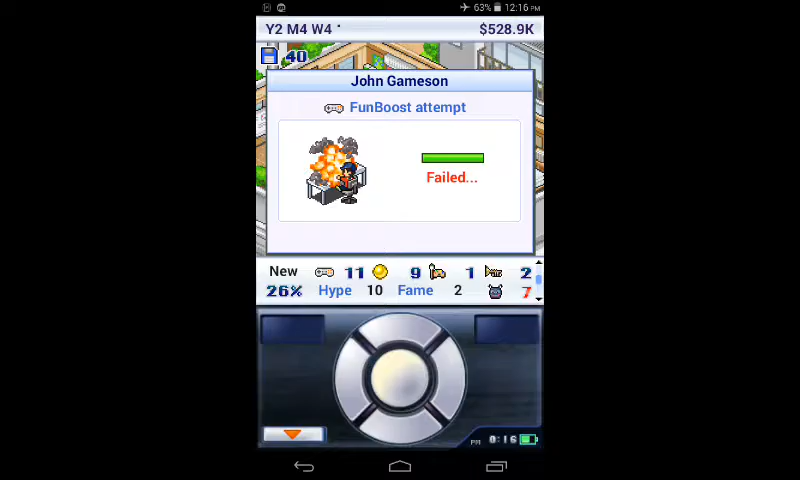 63% 12:16 PM
Y2 M4 W4 $528.9K
40
John Gameson
FunBoost attempt
Failed...
New 11 9 1 2
26% Hype 10 Fame 2 7
PM 0:16